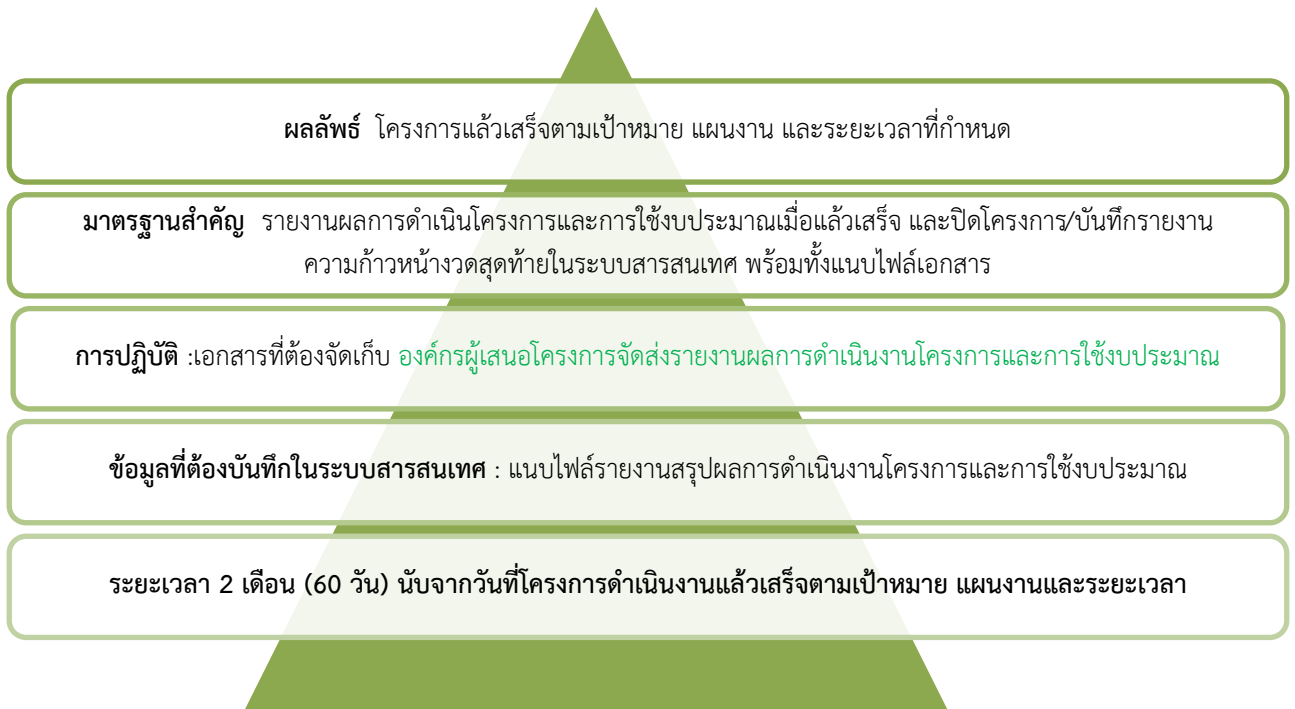 ผลลัพธ์ โครงการแล้วเสร็จตามเป้าหมาย แผนงาน และระยะเวลาที่กำหนด
มาตรฐานสำคัญ รายงานผลการดำเนินโครงการและการใช้งบประมาณเมื่อแล้วเสร็จ และปิดโครงการ/บันทึกรายงาน
ความก้าวหน้างวดสุดท้ายในระบบสารสนเทศ พร้อมทั้งแนบไฟล์เอกสาร
การปฏิบัติ :เอกสารที่ต้องจัดเก็บ องค์กรผู้เสนอโครงการจัดส่งรายงานผลการดำเนินงานโครงการและการใช้งบประมาณ
ข้อมูลที่ต้องบันทึกในระบบสารสนเทศ : แนบไฟล์รายงานสรุปผลการดำเนินงานโครงการและการใช้งบประมาณ
ระยะเวลา 2 เดือน (60 วัน) นับจากวันที่โครงการดำเนินงานแล้วเสร็จตามเป้าหมาย แผนงานและระยะเวลา